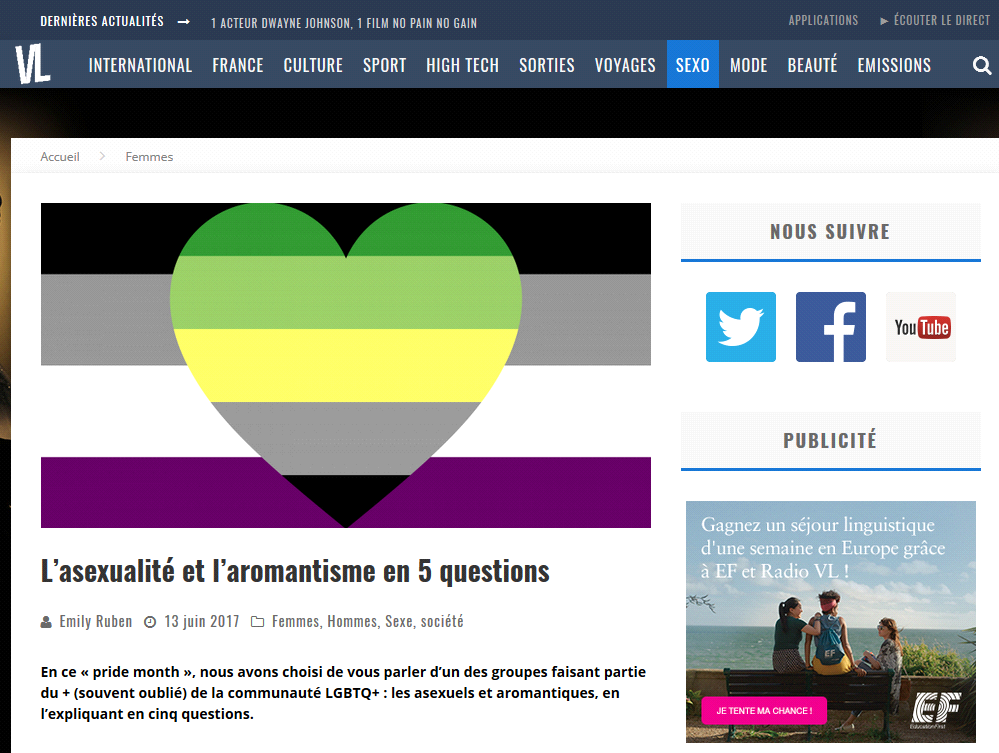 DERNIÈRES ACTUALITÉS
1 ACTEUR DWAYNE JOHNSON, 1 FILM NO PAIN NO GAIN
APPLICATIONS
ÉCOUTER LE DIRECT
VL
INTERNATIONAL FRANCE CULTURE SPORT HIGH TECH SORTIES VOYAGES SEXO MODE BEAUTÉ EMISSIONS
Accueil
Femmes
L'asexualité et l'aromantisme en 5 questions
Emily Ruben 13 juin 2017 Femmes, Hommes, Sexe, société
En ce « pride month », nous avons choisi de vous parler d'un des groupes faisant partie
du + (souvent oublié) de la communauté LGBTQ+ : les asexuels et aromantiques, en
l'expliquant en cinq questions.
NOUS SUIVRE
You Tube
PUBLICITÉ
Gagnez un séjour linguistique
d'une semaine en Europe grâce
à EF et Radio VL !
EF
JE TENTE MA CHANCE !
EF
Education First